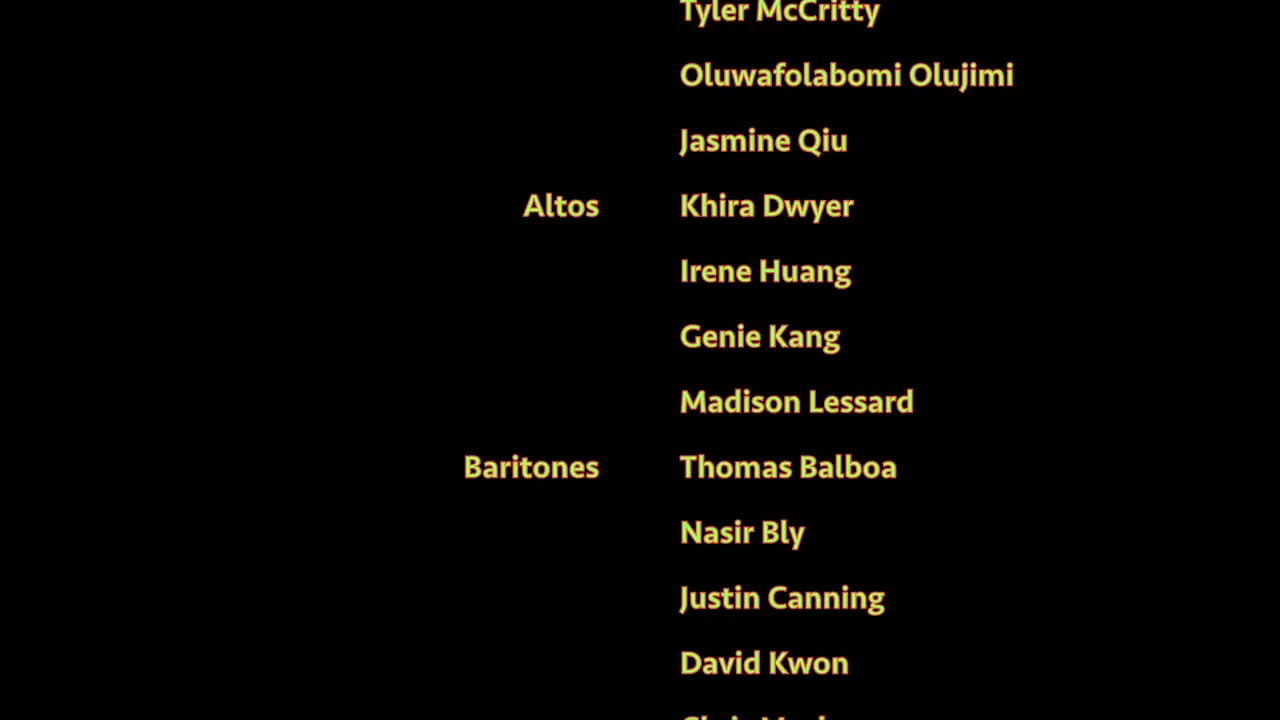 Tyler McCritty
Oluwafolabomi Olujimi
Jasmine Qiu
Altos Khira Dwyer
Irene Huang
Genie Kang
Madison Lessard
Baritones Thomas Balboa
Nasir Bly
Justin Canning
David Kwon